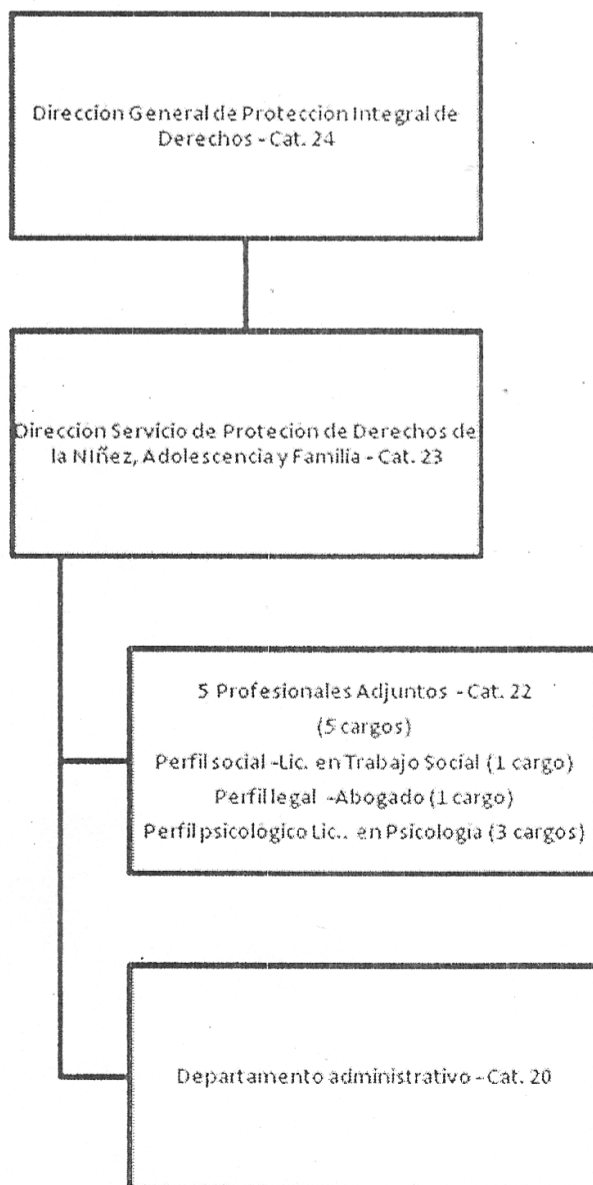 Direccion General de Proteccion Integral de
Derechos - Cat. 24
Direccion Servicio de Protecion de Derechos de
la NIñez, Adolescencia y Familia - Cat. 23
5 Profesionales Adjuntos - Cat. 22
(5 cargos)
Perfil social -Lic. en Trabajo Social (1 cargo)
Perfil legal -Abogado (1 cargo)
Perfil psicologico Lic.. en Psicologia (3 cargos)
Departamento administrativo - Cat. 20